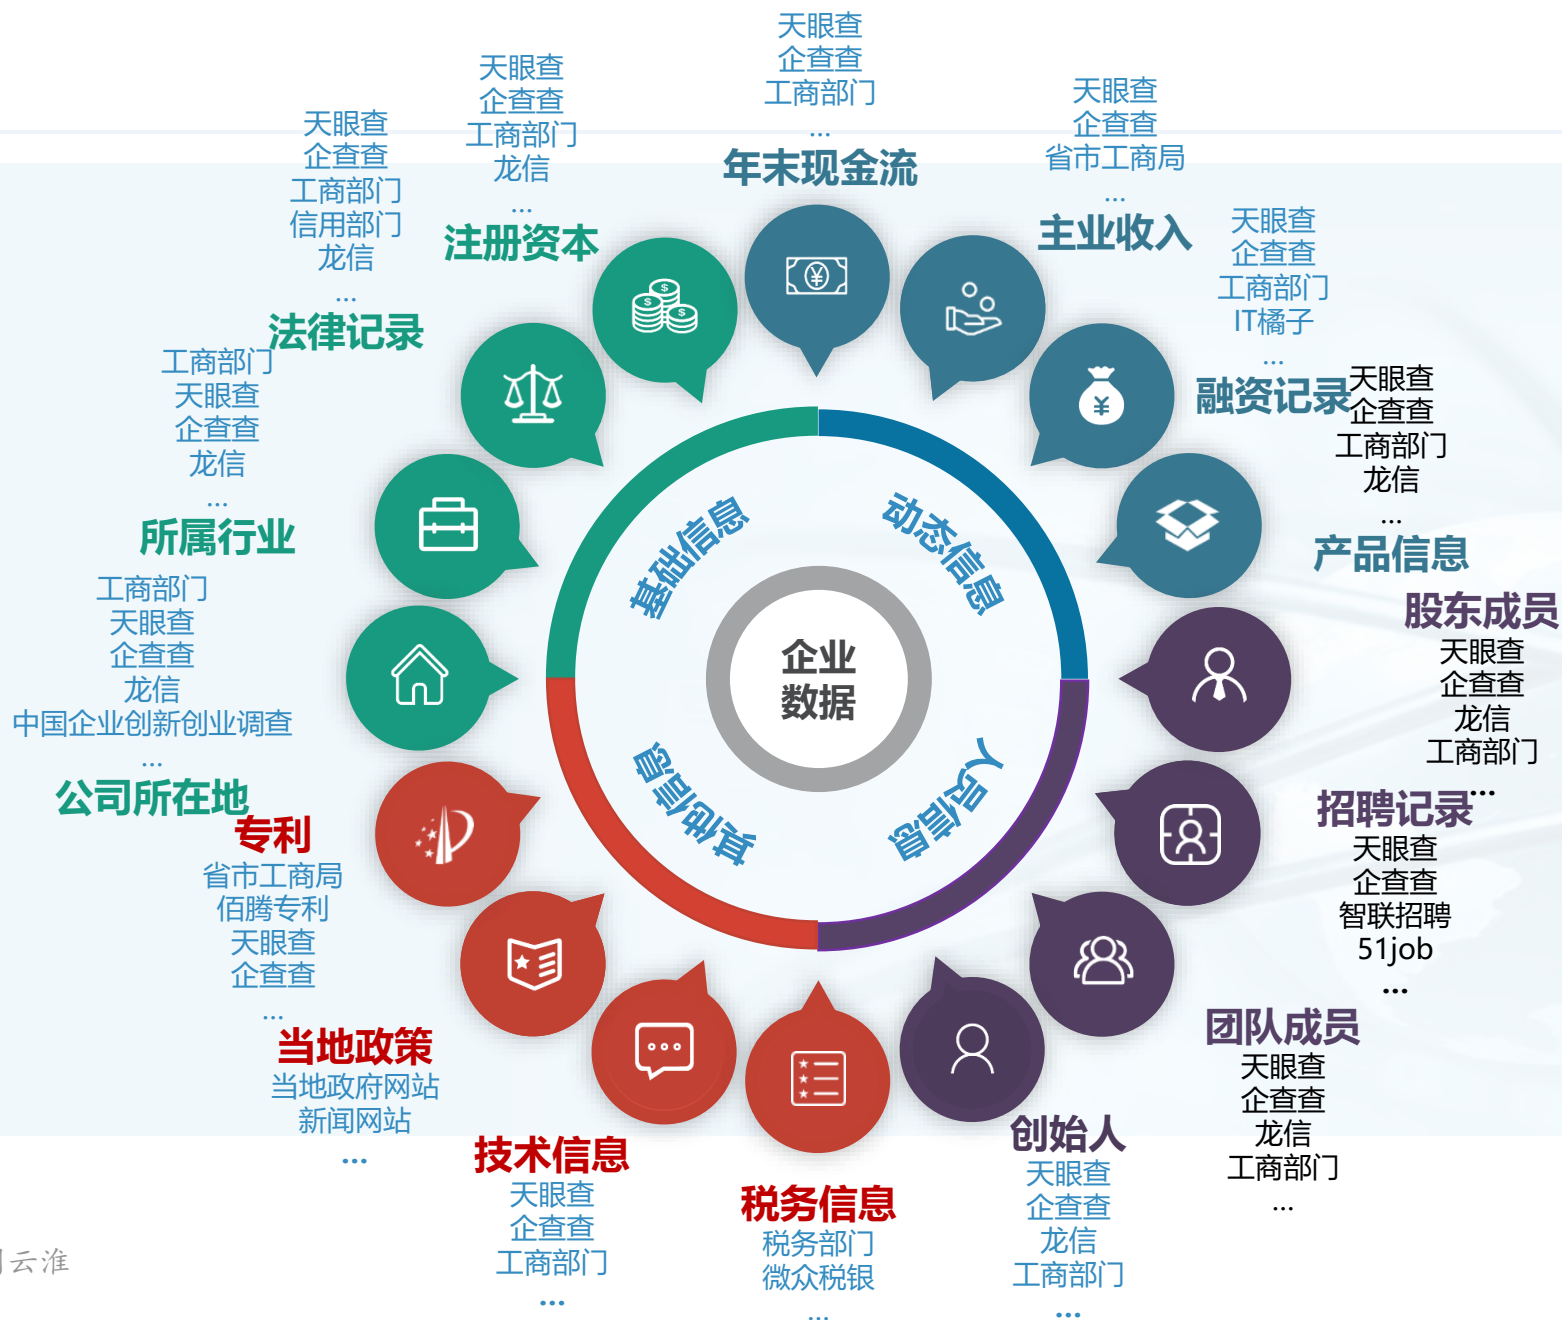 天眼查
企查查
工商部门
...
年末现金流
天眼查
企查查
省市工商局
...
主业收入
天眼查
企查查
工商部门
IT橘子
...
融资记录
天眼查
企查查
工商部门
龙信
...
产品信息
股东成员
天眼查
企查查
龙信
工商部门
...
招聘记录
天眼查
企查查
智联招聘
51job
...
团队成员
天眼查
企查查
龙信
工商部门
...
创始人
天眼查
企查查
龙信
工商部门
...
税务信息
税务部门
微众税银
...
技术信息
天眼查
企查查
工商部门
...
当地政策
当地政府网站
新闻网站
...
专利
省市工商局
佰腾专利
天眼查
企查查
...
工商部门
天眼查
企查查
龙信
中国企业创新创业调查
...
公司所在地
工商部门
天眼查
企查查
龙信
...
所属行业
天眼查
企查查
工商部门
信用部门
龙信
...
法律记录
天眼查
企查查
工商部门
龙信
...
注册资本
基础信息
动态信息
其他信息
人员信息
企业
数据
云淮